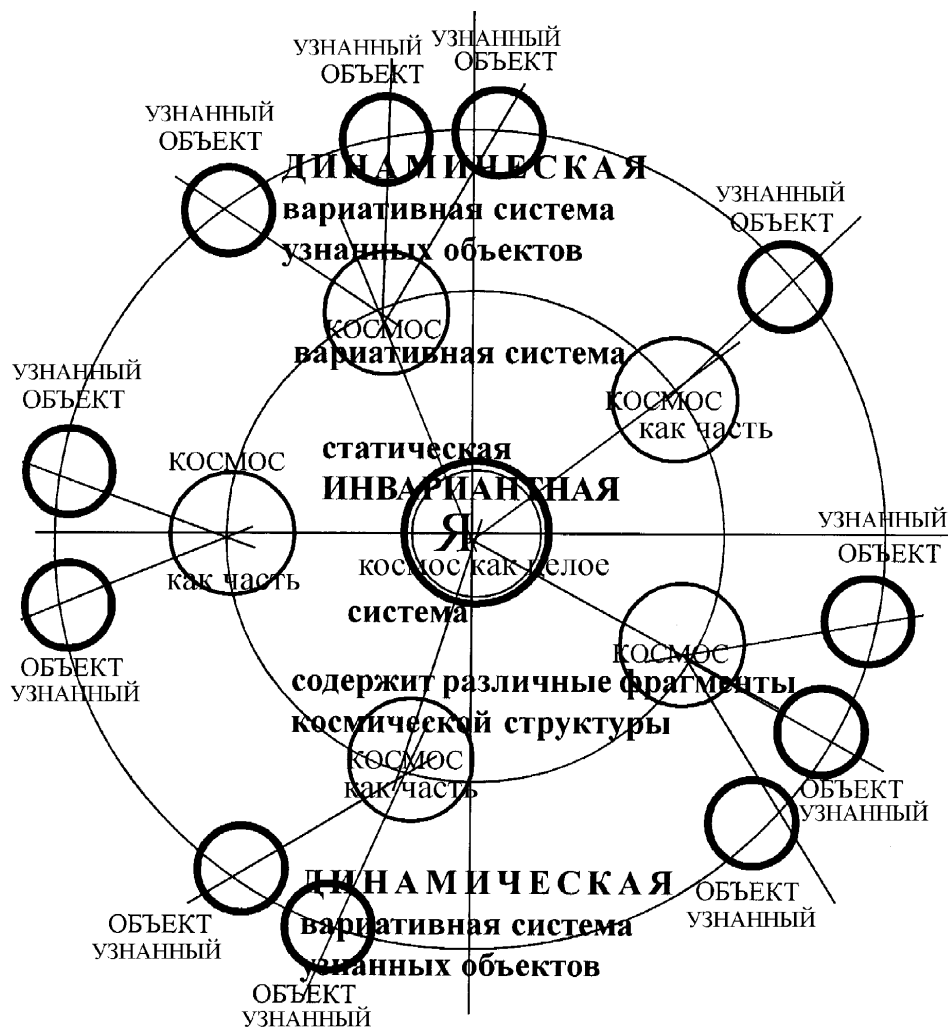 УЗНАННЫЙ
ОБЪЕКТ
УЗНАННЫЙ
ОБЪЕКТ
УЗНАННЫЙ
ОБЪЕКТ
ДИНАМИЧЕСКАЯ
вариативная система
узнанных объектов
УЗНАННЫЙ
ОБЪЕКТ
КОСМОС
вариативная система
УЗНАННЫЙ
ОБЪЕКТ
КОСМОС
как часть
статическая
ИНВАРИАНТНАЯ
КОСМОС
как часть
Я
космос как целое
система
УЗНАННЫЙ
ОБЪЕКТ
ОБЪЕКТ
УЗНАННЫЙ
КОСМОС
содержит различные фрагменты
космической структуры
КОСМОС
как часть
ОБЪЕКТ
УЗНАННЫЙ
ОБЪЕКТ
УЗНАННЫЙ
ДИНАМИЧЕСКАЯ
вариативная система
узнанных объектов
ОБЪЕКТ
УЗНАННЫЙ
ОБЪЕКТ
УЗНАННЫЙ